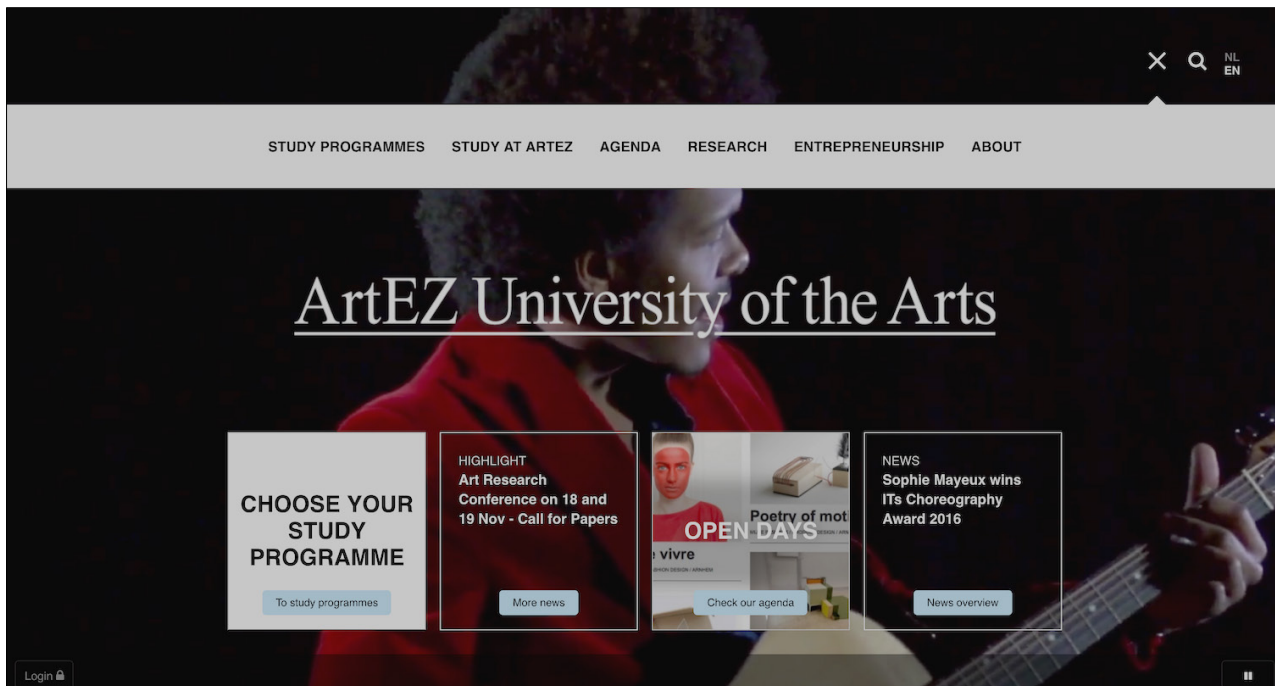 NL
EN
STUDY PROGRAMMES STUDY AT ARTEZ AGENDA RESEARCH ENTREPRENEURSHIP ABOUT
ArtEZ University of the Arts
CHOOSE YOUR
STUDY
PROGRAMME
To study programmes
HIGHLIGHT
Art Research
Conference on 18 and
19 Nov - Call for Papers
More news
Poetry of moti
OPEN DAYS
vivre
Check our agenda
NEWS
Sophie Mayeux wins
ITs Choreography
Award 2016
News overview
Login